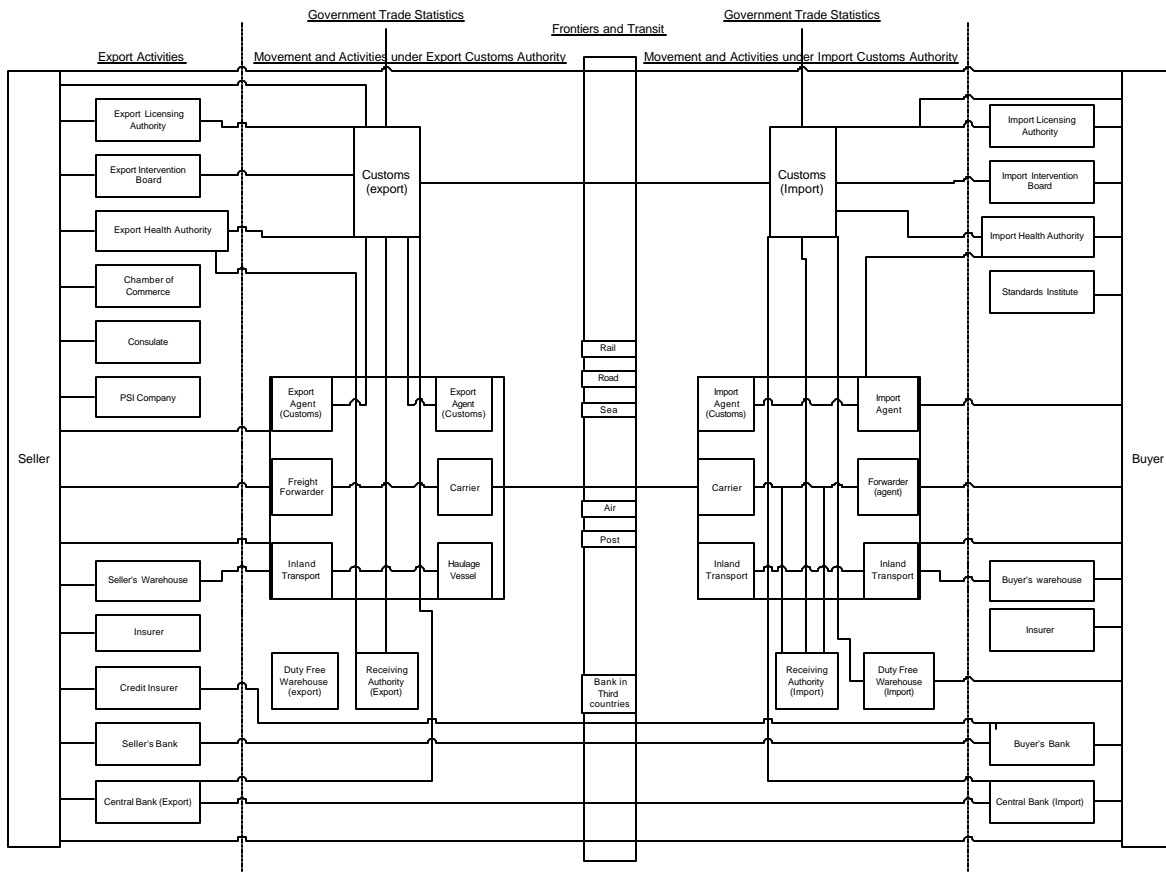 Government Trade Statistics
Government Trade Statistics
Frontiers and Transit
Export Activities
Movement and Activities under Export Customs Authority
Movement and Activities under Import Customs Authority
Seller
Export Licensing
Authority
Export Intervention
Board
Export Health Authority
Chamber of
Commerce
Consulate
PSI Company
Seller's Warehouse
Insurer
Credit Insurer
Seller's Bank
Central Bank (Export)
Customs
(export)
Export
Agent
(Customs)
Export
Agent
(Customs)
Freight
Forwarder
Carrier
Inland
Transport
Haulage
Vessel
Duty Free
Warehouse
(export)
Receiving
Authority
(Export)
Rail
Road
Sea
Air
Post
Bank in
Third
countries
Customs
(Import)
Import
Agent
(Customs)
Import
Agent
Carrier
Forwarder
(agent)
Inland
Transport
Inland
Transport
Receiving
Authority
(Import)
Duty Free
Warehouse
(Import)
Import Licensing
Authority
Import Intervention
Board
Import Health Authority
Standards Institute
Buyer's warehouse
Insurer
Buyer's Bank
Central Bank (Import)
Buyer